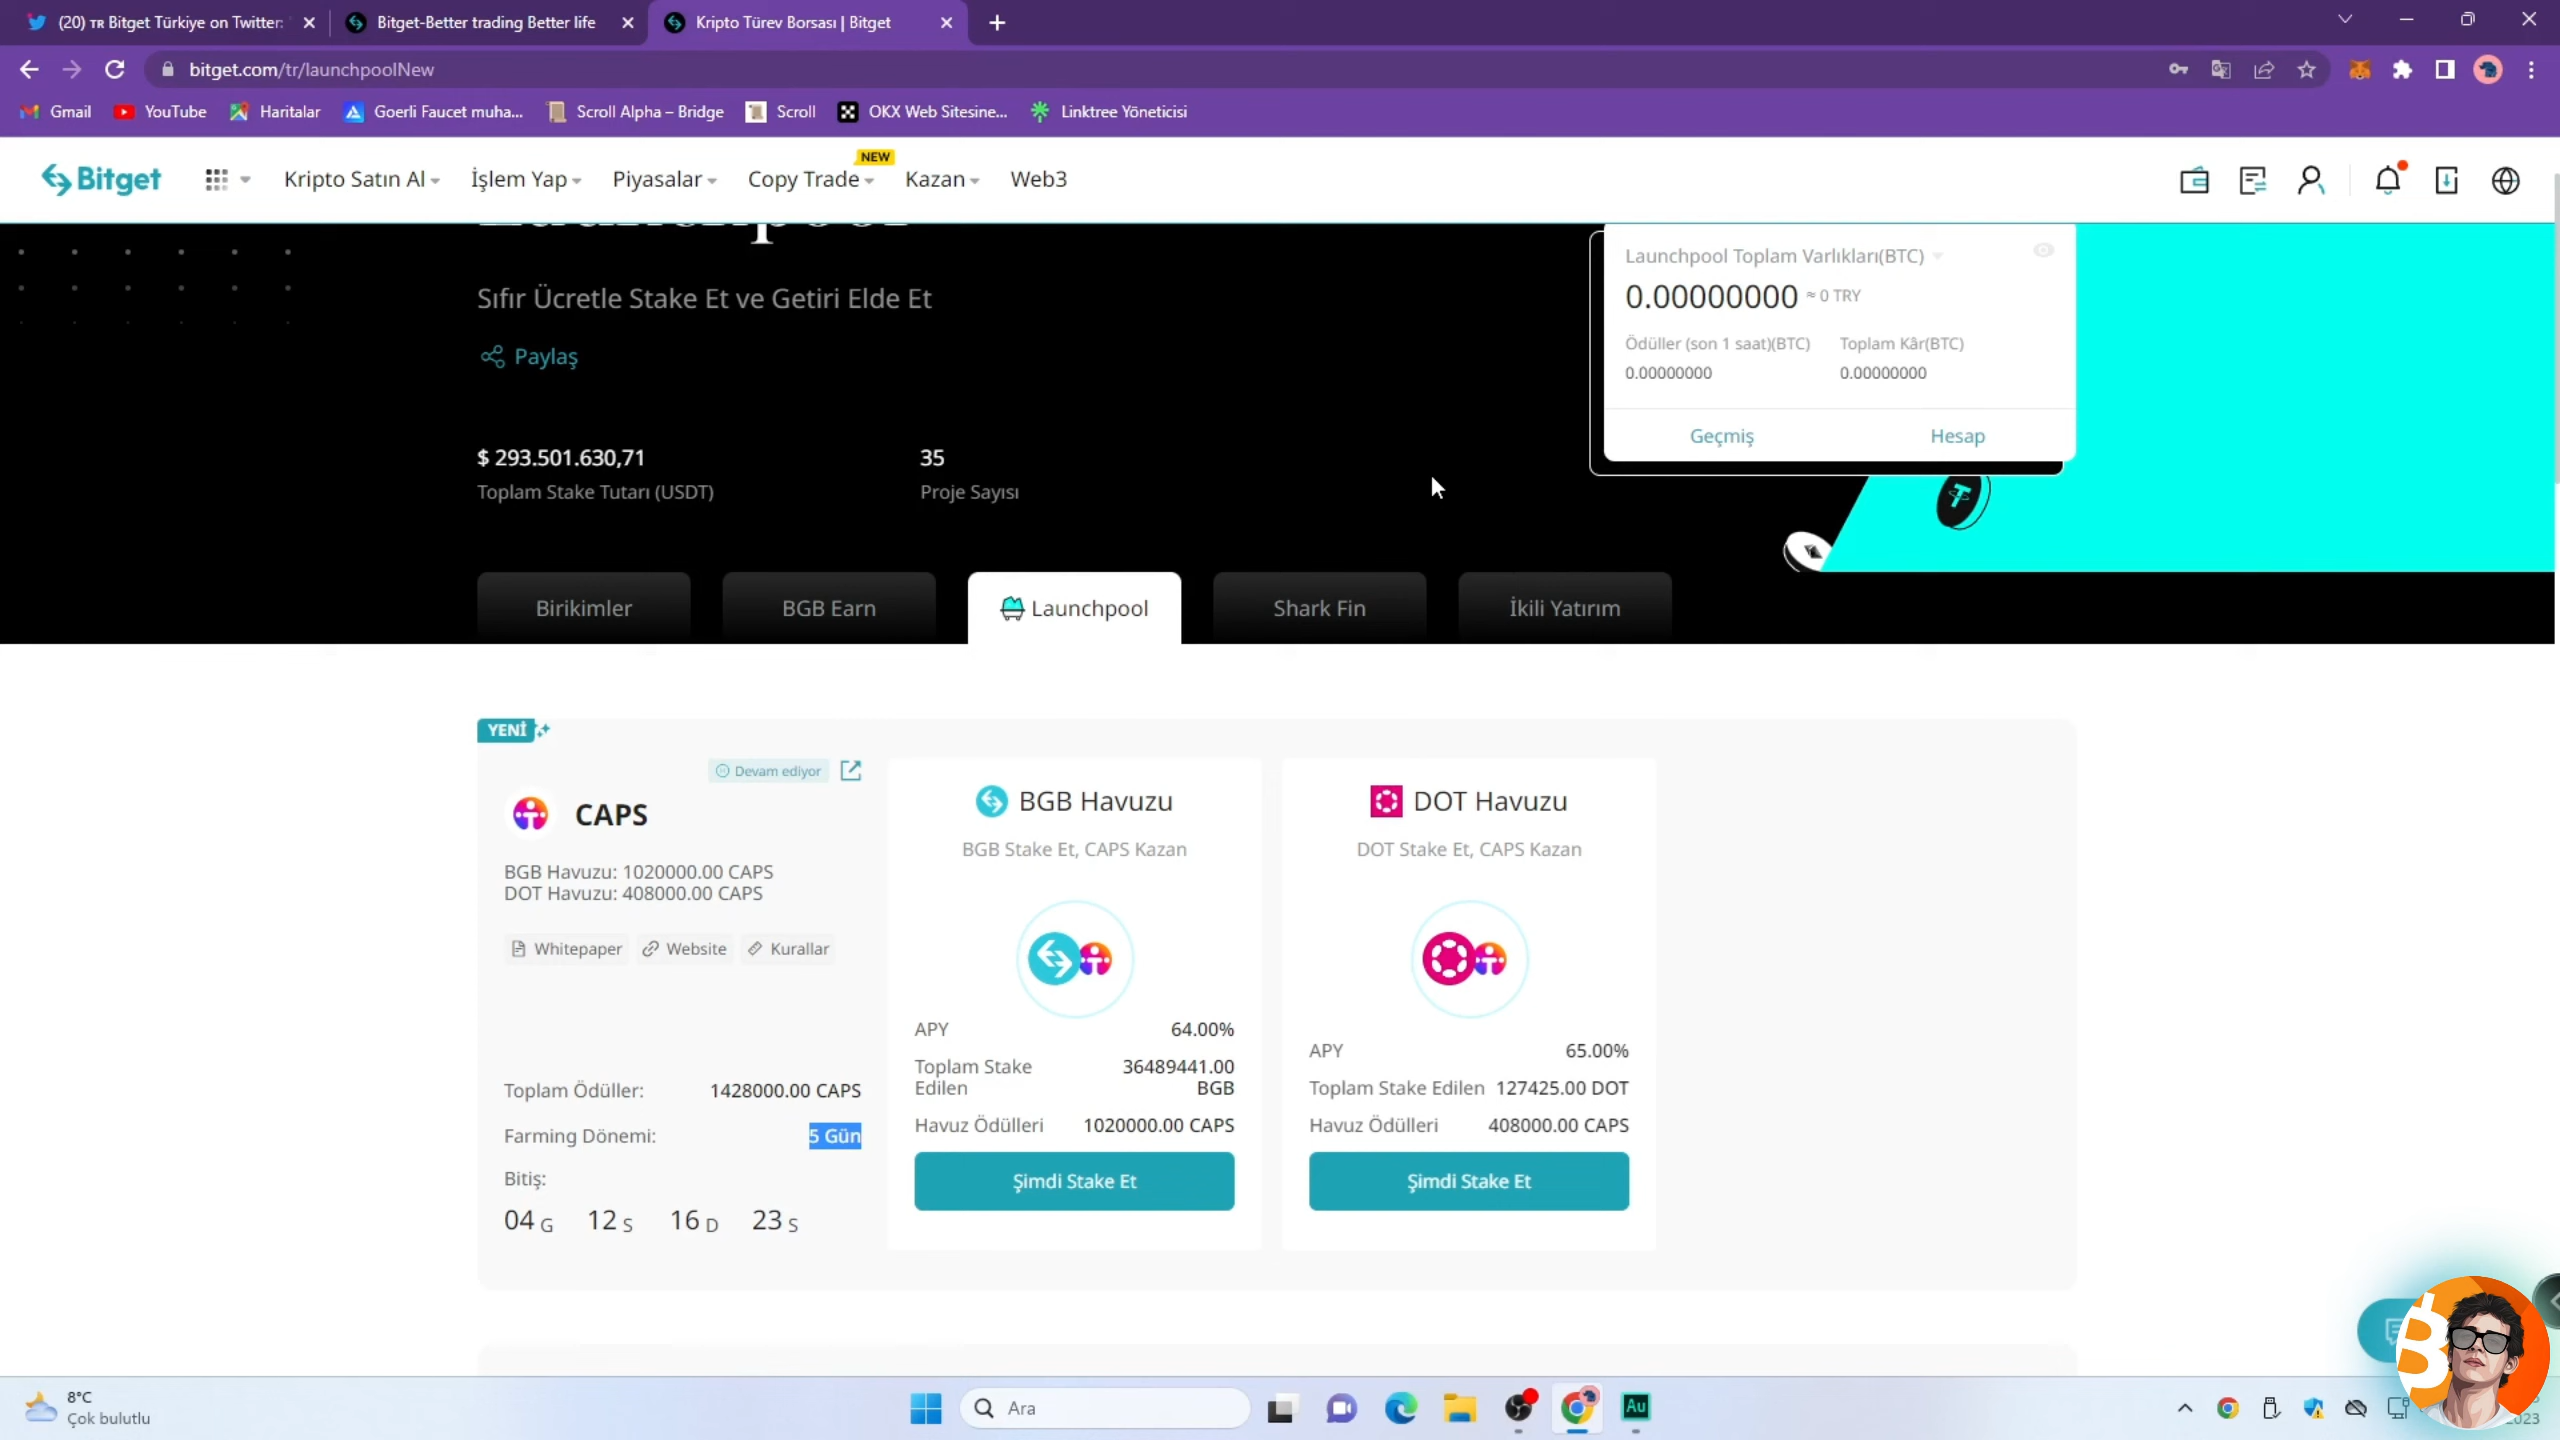 (20) TR Bitget Türkiye on Twitter:
Bitget-Better trading Better life
Kripto Türev Borsası | Bitget
bitget.com/tr/launchpoolNew
Gmail
YouTube
Haritalar
Goerli Faucet muha...
Scroll Alpha – Bridge
Scroll
OKX Web Sitesine...
Linktree Yöneticisi
Bitget
Kripto Satın Al
İşlem Yap
Piyasalar
Copy Trade
NEW
Kazan
Web3
Launchpool
Sıfır Ücretle Stake Et ve Getiri Elde Et
Paylaş
$ 293.501.630,71
Toplam Stake Tutarı (USDT)
35
Proje Sayısı
Launchpool Toplam Varlıkları(BTC)
0.00000000 ≈ 0 TRY
Ödüller (son 1 saat)(BTC)
Toplam Kâr(BTC)
0.00000000
0.00000000
Geçmiş
Hesap
Birikimler
BGB Earn
Launchpool
Shark Fin
İkili Yatırım
YENİ
Devam ediyor
CAPS
BGB Havuzu: 1020000.00 CAPS
DOT Havuzu: 408000.00 CAPS
Whitepaper
Website
Kurallar
Toplam Ödüller: 1428000.00 CAPS
Farming Dönemi: 5 Gün
Bitiş:
04 G 12 S 16 D 23 S
BGB Havuzu
BGB Stake Et, CAPS Kazan
APY 64.00%
Toplam Stake Edilen 36489441.00 BGB
Havuz Ödülleri 1020000.00 CAPS
Şimdi Stake Et
DOT Havuzu
DOT Stake Et, CAPS Kazan
APY 65.00%
Toplam Stake Edilen 127425.00 DOT
Havuz Ödülleri 408000.00 CAPS
Şimdi Stake Et
8°C
Çok bulutlu
Ara
Au
2023